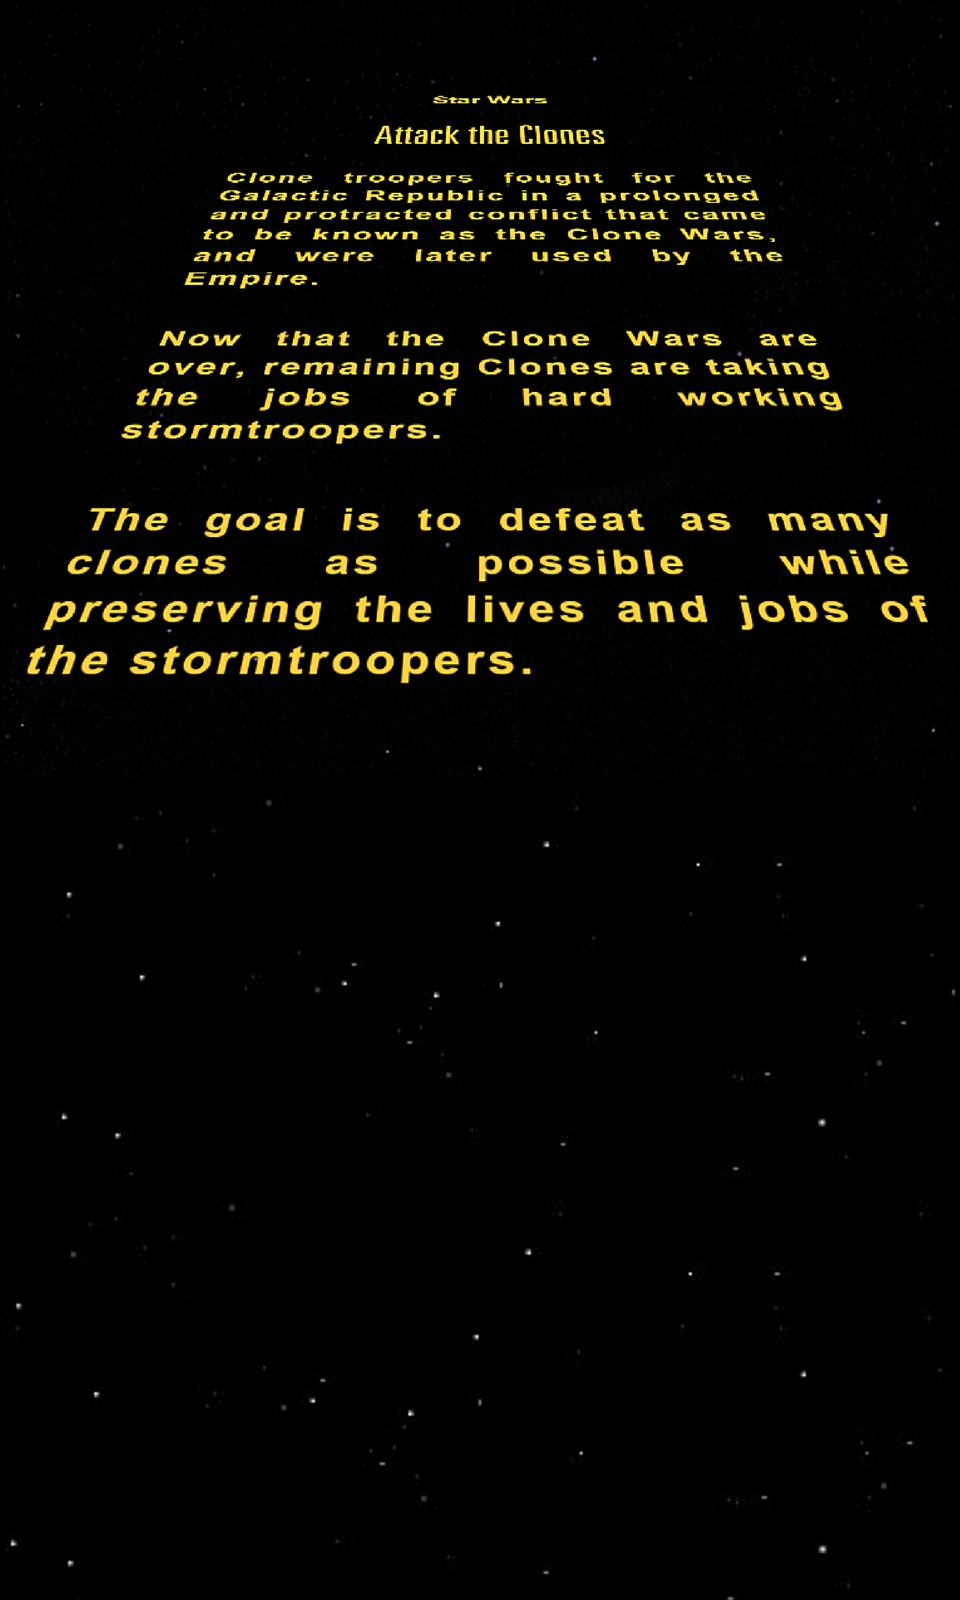 Star Wars
Attack the Clones
Clone troopers fought for the
Galactic Republic in a prolonged
and protracted conflict that came
to be known as the Clone Wars,
and were later used by the
Empire.
Now that the Clone Wars are
over, remaining Clones are taking
the jobs of hard working
stormtroopers.
The goal is to defeat as many
clones as possible while
preserving the lives and jobs of
the stormtroopers.